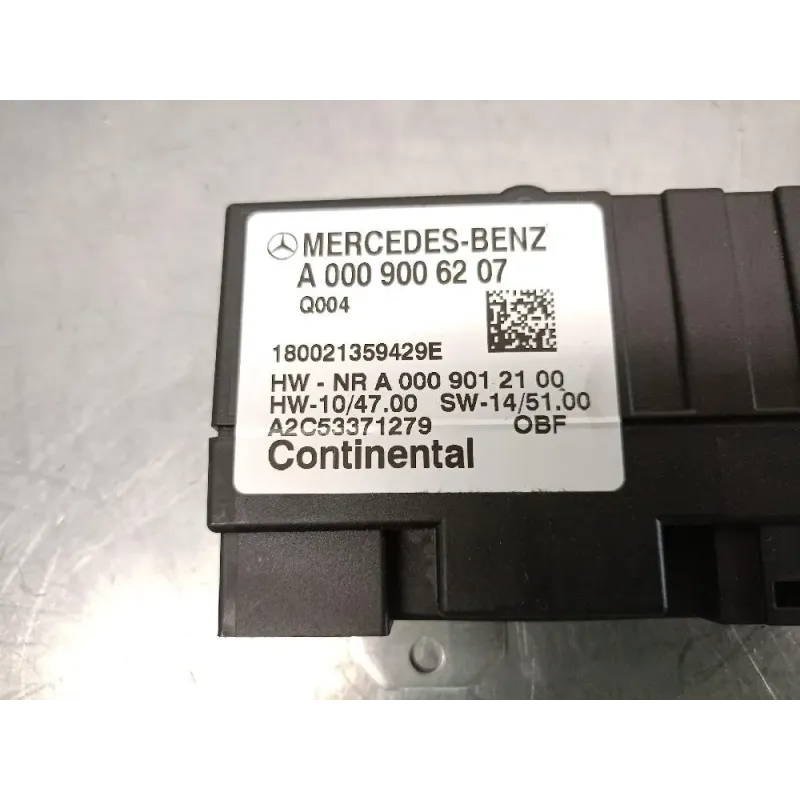 MERCEDES-BENZ
A 000 900 62 07
Q004
180021359429E
HW - NR A 000 901 21 00
HW-10/47.00 SW-14/51.00
A2C53371279 OBF
Continental